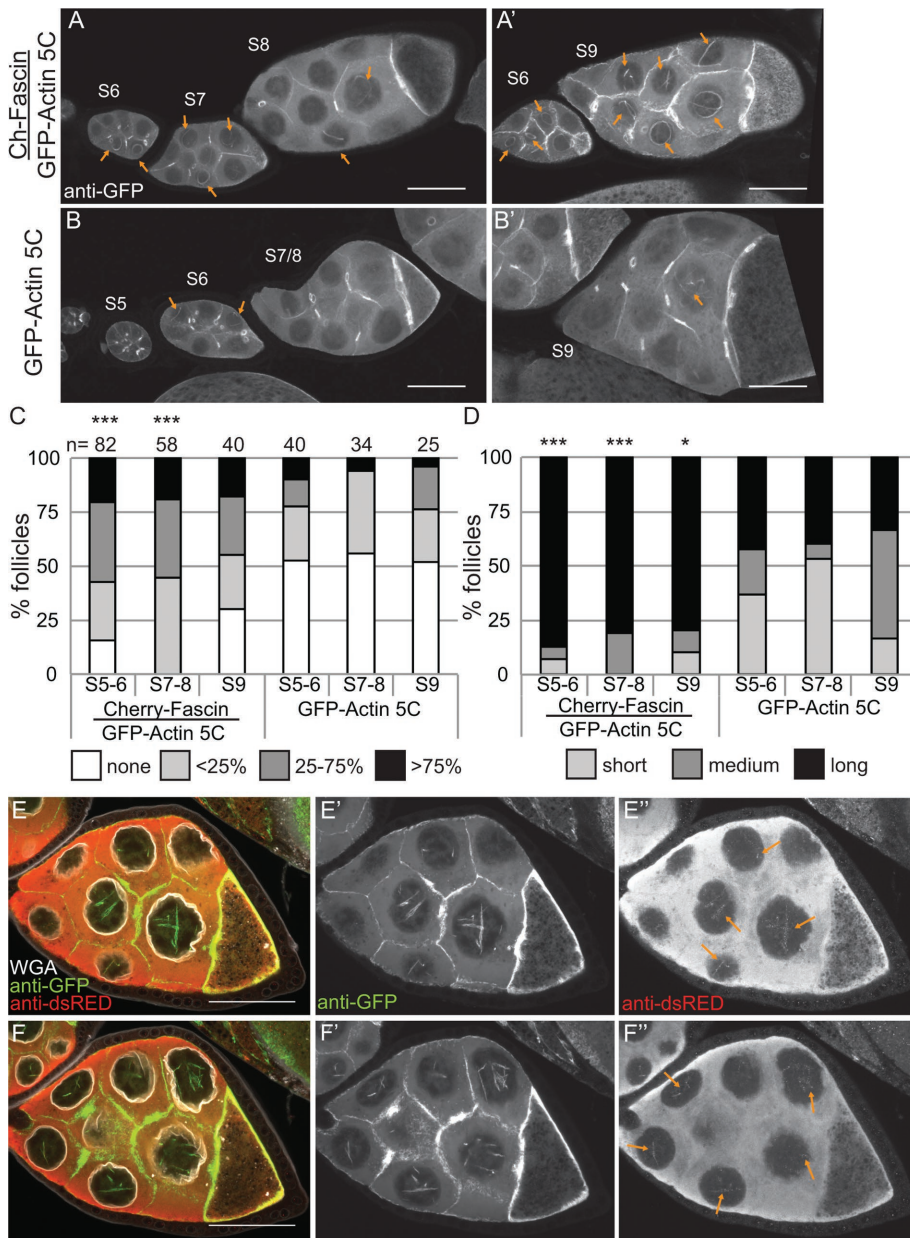 Ch-Fascin
GFP-Actin 5C
A
S6
S7
S8
anti-GFP
A'
S6
S9
GFP-Actin 5C
B
S5
S6
S7/8
B'
S9
C
*** ***
n= 82 58 40 40 34 25
% follicles
100
75
50
25
0
S5-6 S7-8 S9 S5-6 S7-8 S9
Cherry-Fascin
GFP-Actin 5C
GFP-Actin 5C
none <25% 25-75% >75%
D
*** *** *
% follicles
100
75
50
25
0
S5-6 S7-8 S9 S5-6 S7-8 S9
Cherry-Fascin
GFP-Actin 5C
GFP-Actin 5C
short medium long
E
WGA
anti-GFP
anti-dsRED
E'
anti-GFP
E''
anti-dsRED
F
F'
F''